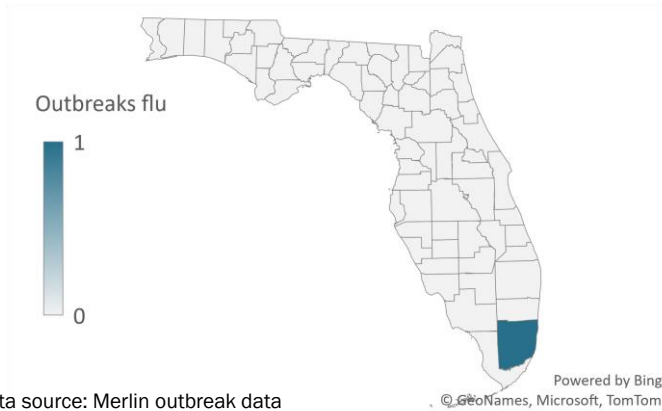 Outbreaks flu
1
0
Powered by Bing
© GeoNames, Microsoft, TomTom
ta source: Merlin outbreak data